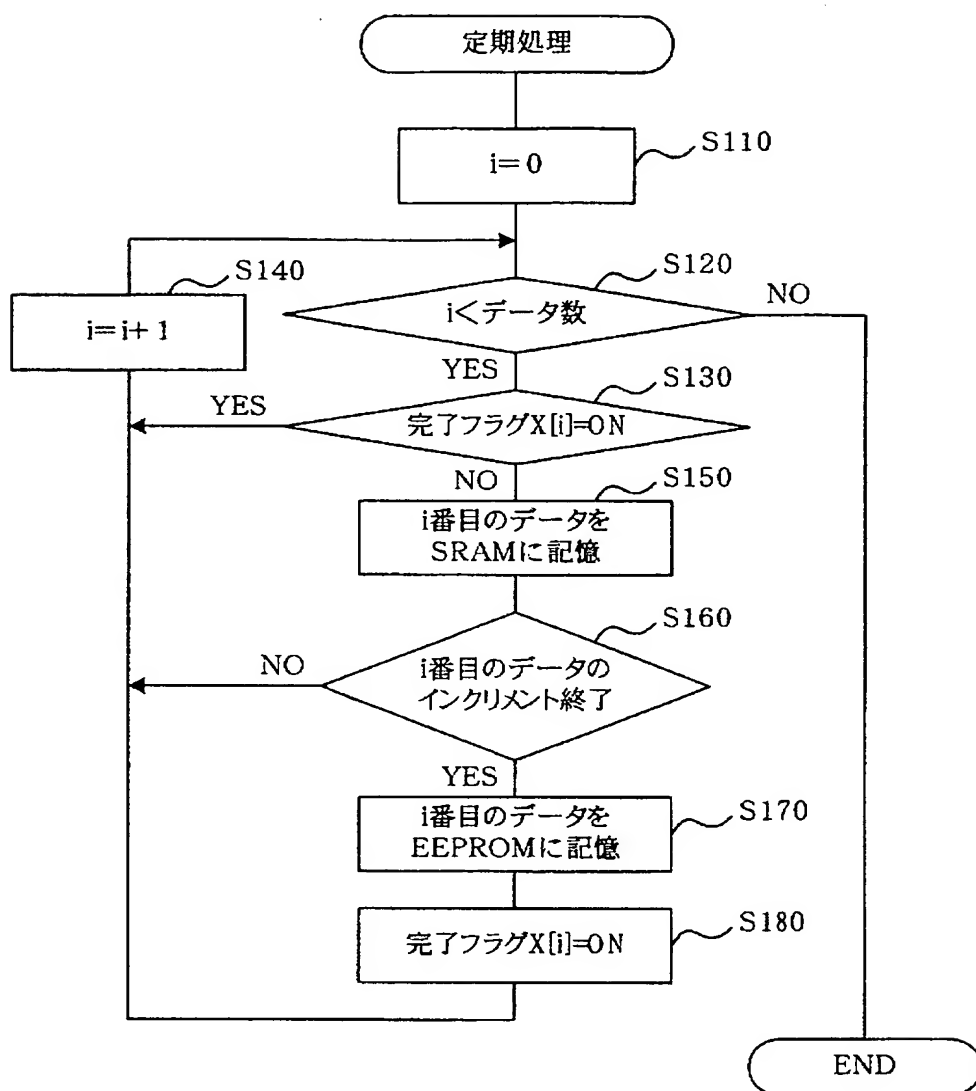 定期処理
S110
i=0
S140
S120
i=i+1
i<データ数
NO
YES
S130
YES
完了フラグX[i]=ON
NO
S150
i番目のデータを
SRAMに記憶
S160
NO
i番目のデータの
インクリメント終了
YES
i番目のデータを
EEPROMに記憶
S170
完了フラグX[i]=ON
S180
END